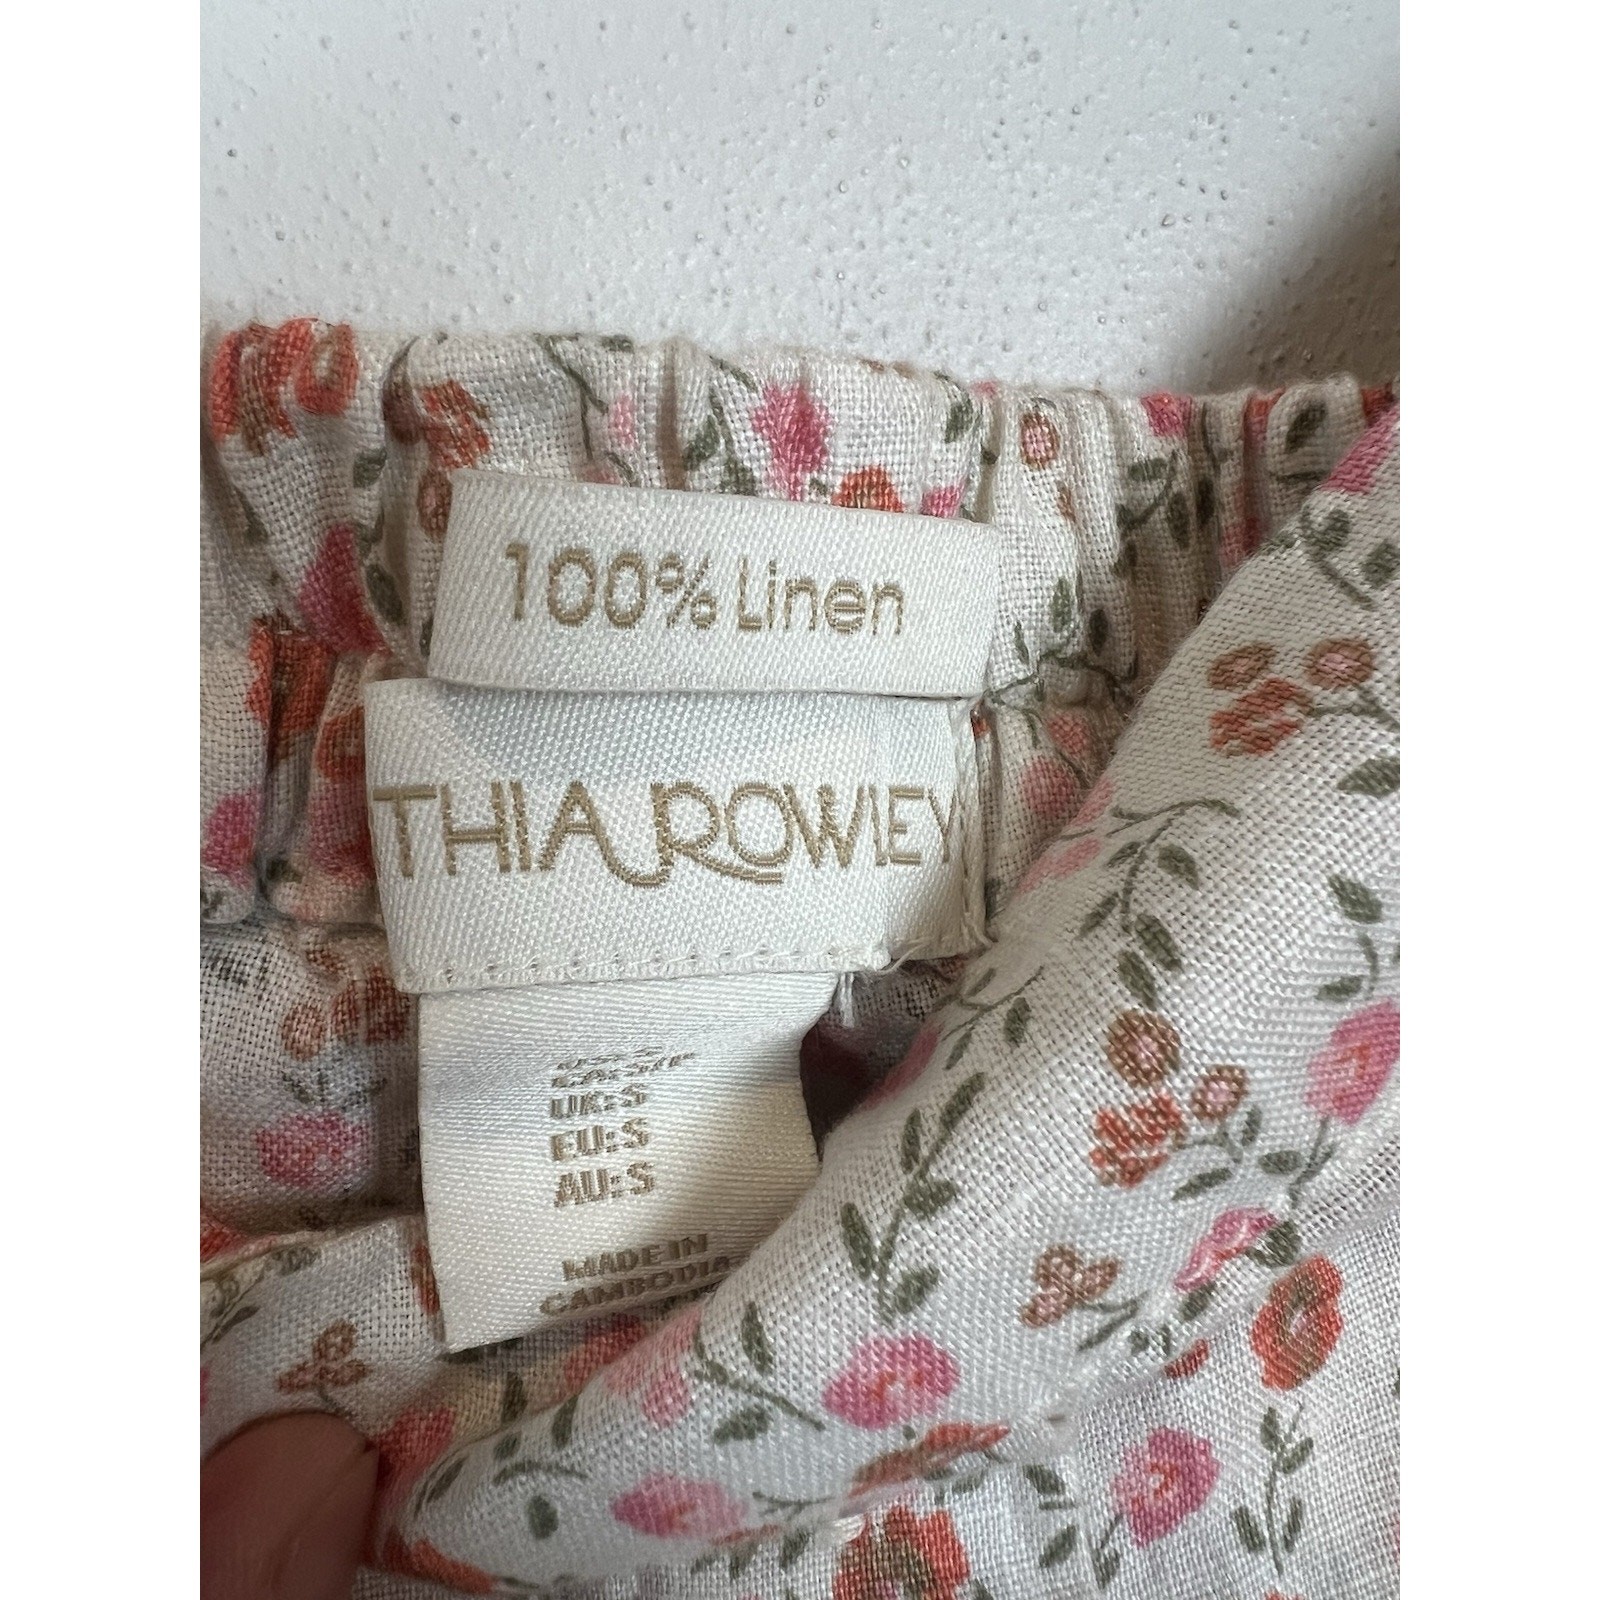 100% Linen
THIA ROWLEY
UK: S
EU: S
AU: S
MADE IN
CAMBODIA